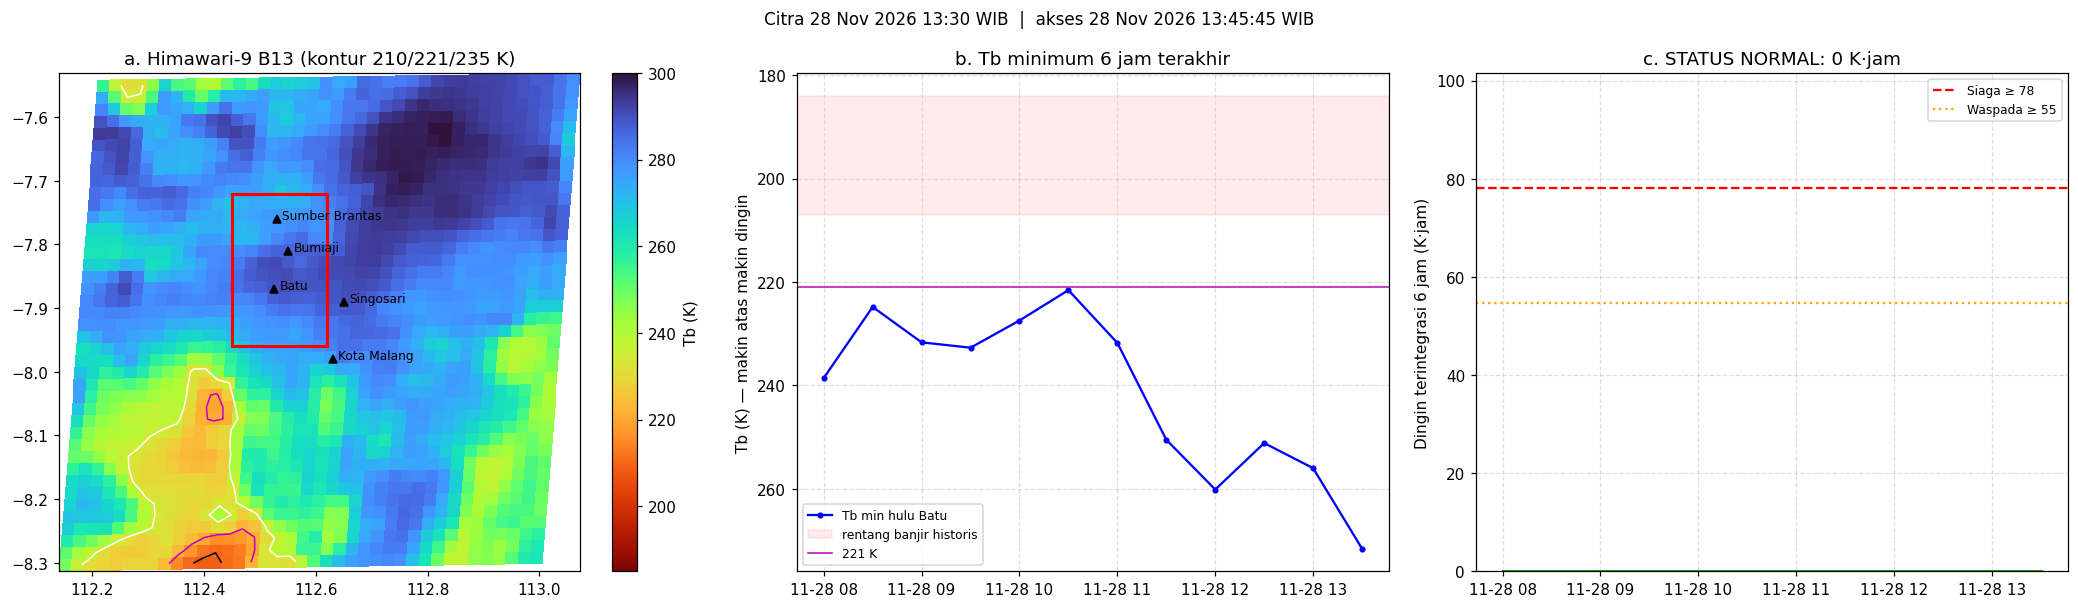 Citra 28 Nov 2026 13:30 WIB | akses 28 Nov 2026 13:45:45 WIB
a. Himawari-9 B13 (kontur 210/221/235 K)
−7.6
−7.7
−7.8
−7.9
−8.0
−8.1
−8.2
−8.3
112.2
112.4
112.6
112.8
113.0
Sumber Brantas
Bumiaji
Batu
Singosari
Kota Malang
300
280
260
240
220
200
Tb (K)
b. Tb minimum 6 jam terakhir
Tb (K) — makin atas makin dingin
180
200
220
240
260
Tb min hulu Batu
rentang banjir historis
221 K
11-28 08
11-28 09
11-28 10
11-28 11
11-28 12
11-28 13
c. STATUS NORMAL: 0 K·jam
Dingin terintegrasi 6 jam (K·jam)
100
80
60
40
20
0
Siaga ≥ 78
Waspada ≥ 55
11-28 08
11-28 09
11-28 10
11-28 11
11-28 12
11-28 13